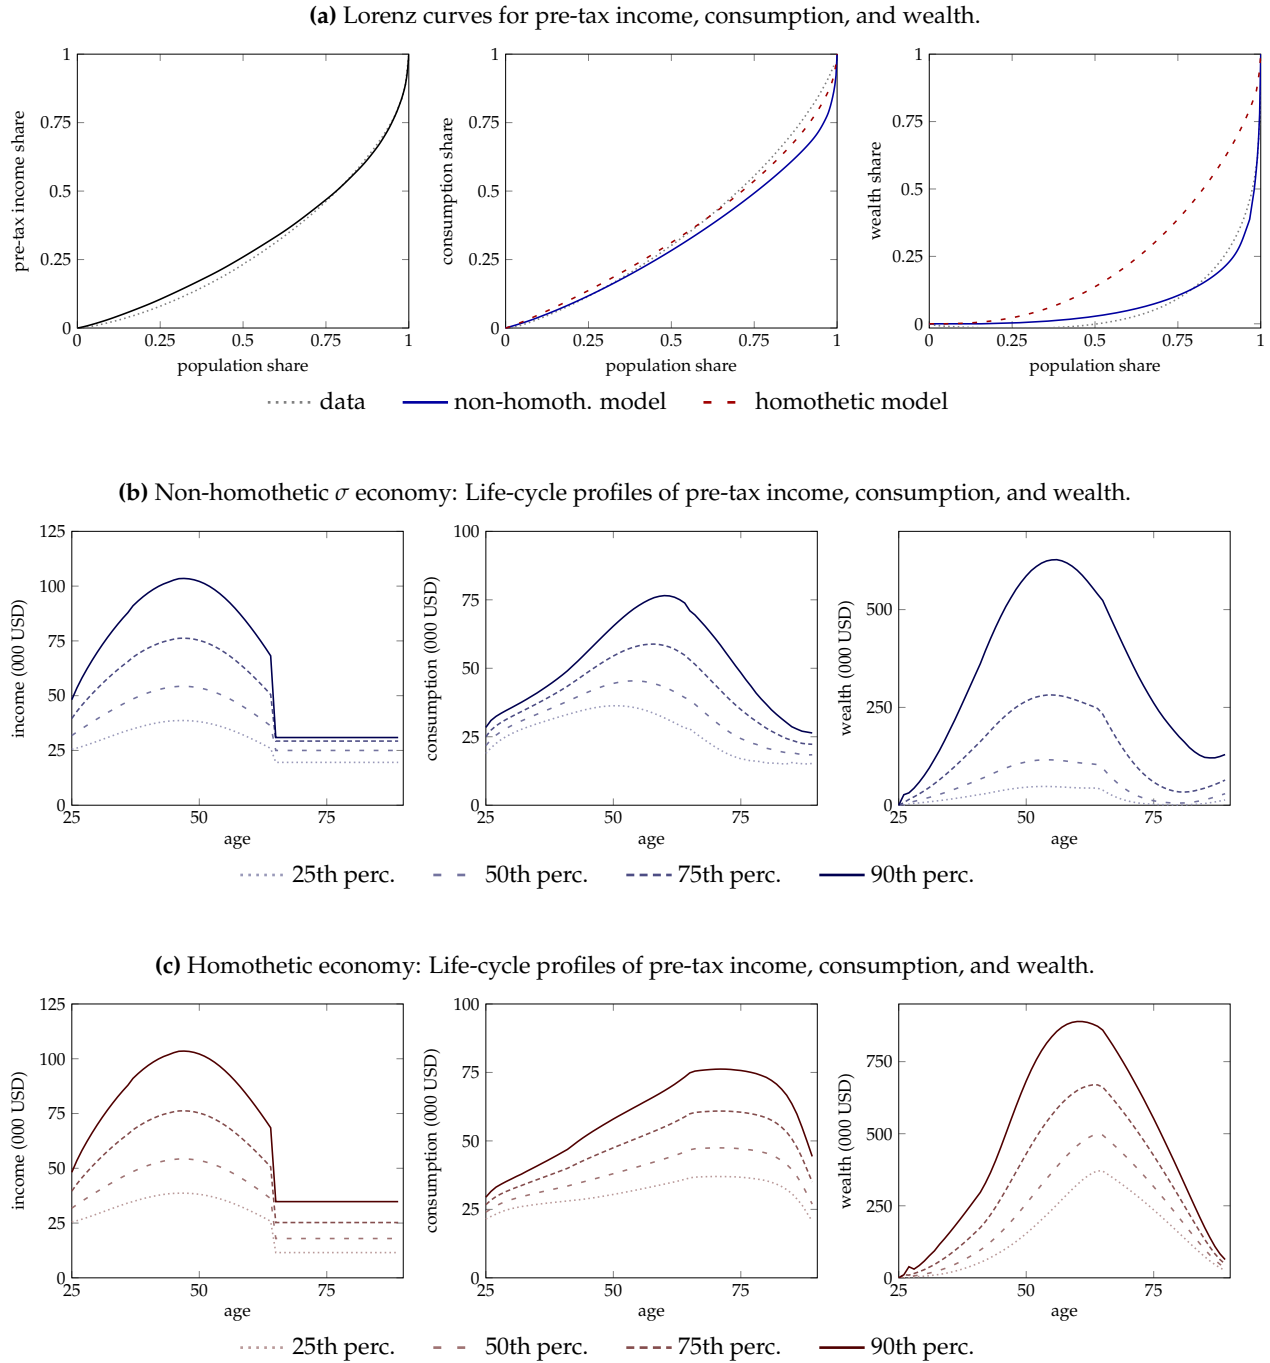 (a) Lorenz curves for pre-tax income, consumption, and wealth.
pre-tax income share
1
0.75
0.5
0.25
0
0 0.25 0.5 0.75 1
population share
consumption share
1
0.75
0.5
0.25
0
0 0.25 0.5 0.75 1
population share
wealth share
1
0.75
0.5
0.25
0
0 0.25 0.5 0.75 1
population share
data non-homoth. model homothetic model
(b) Non-homothetic σ economy: Life-cycle profiles of pre-tax income, consumption, and wealth.
income (000 USD)
125
100
75
50
25
0
25 50 75
age
consumption (000 USD)
100
75
50
25
0
25 50 75
age
wealth (000 USD)
500
250
0
25 50 75
age
25th perc. 50th perc. 75th perc. 90th perc.
(c) Homothetic economy: Life-cycle profiles of pre-tax income, consumption, and wealth.
income (000 USD)
125
100
75
50
25
0
25 50 75
age
consumption (000 USD)
100
75
50
25
0
25 50 75
age
wealth (000 USD)
750
500
250
0
25 50 75
age
25th perc. 50th perc. 75th perc. 90th perc.